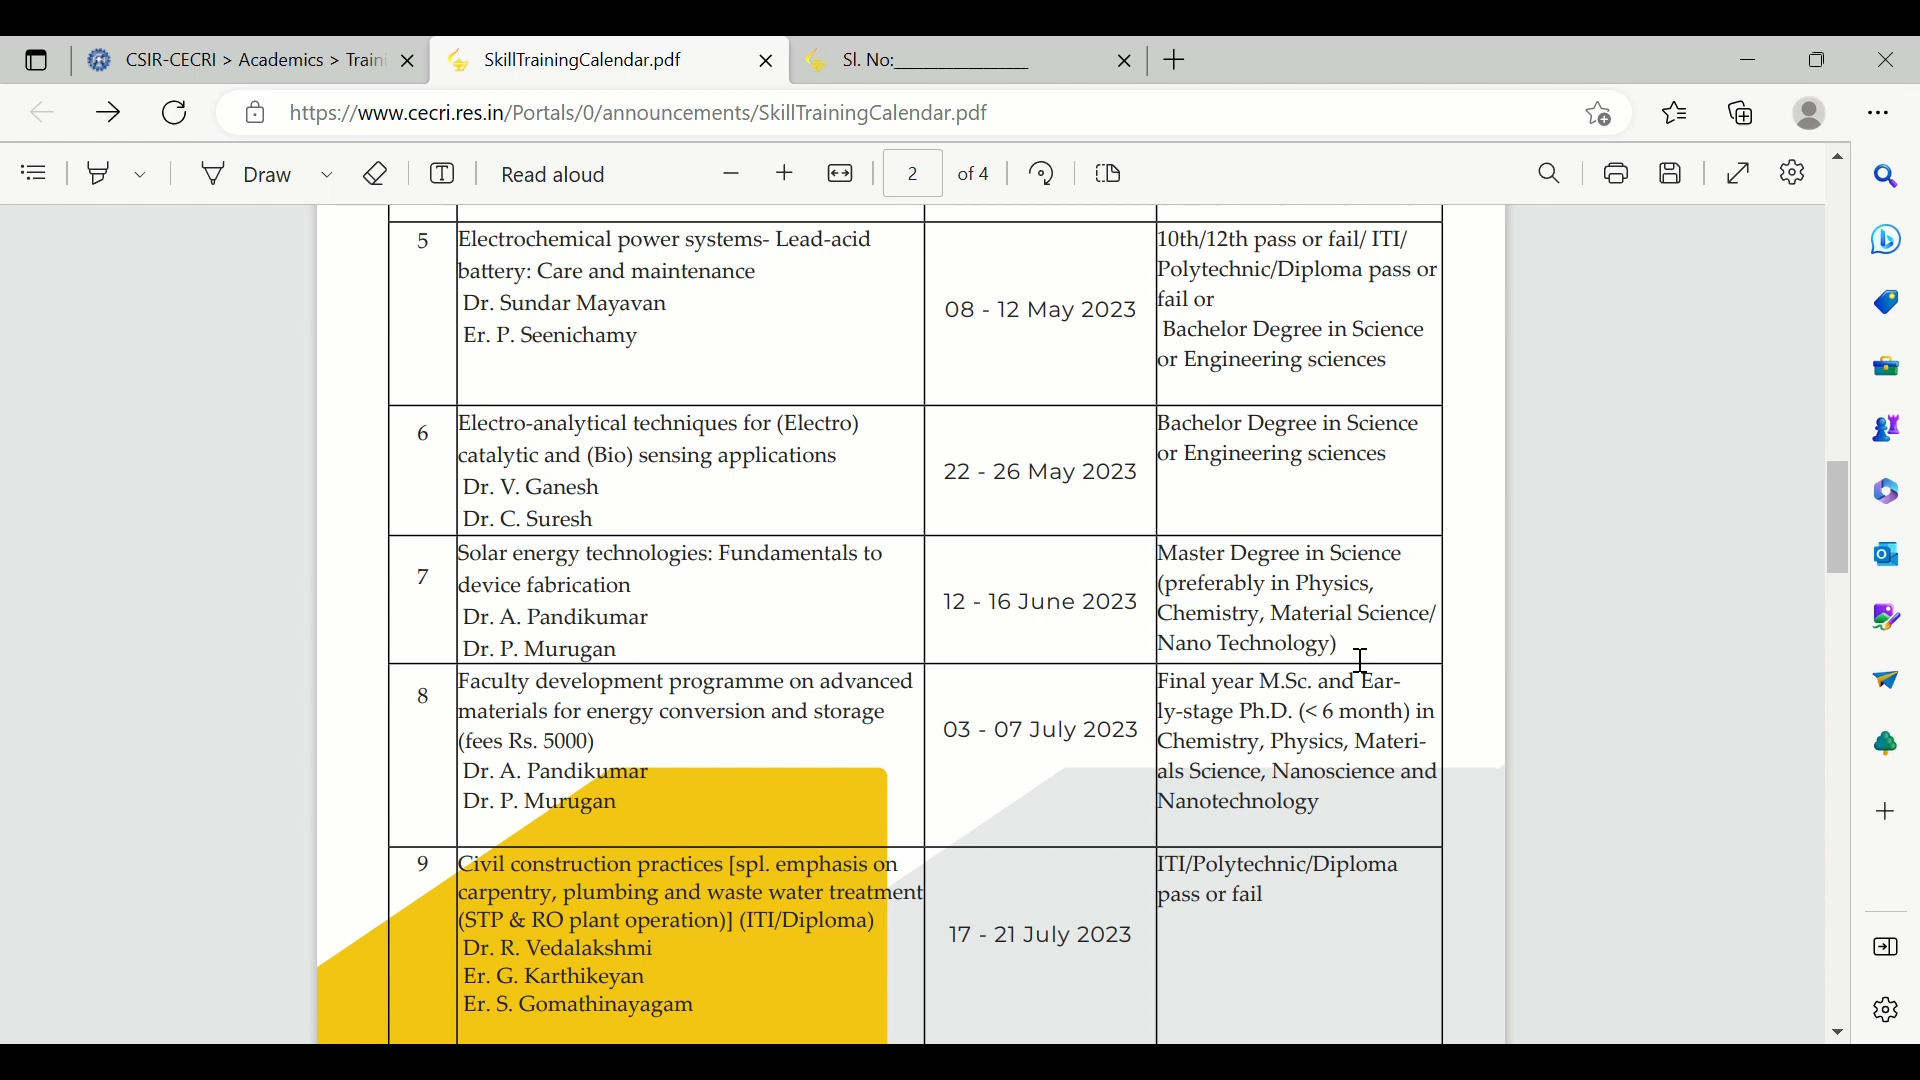 CSIR-CECRI > Academics > Traini
SkillTrainingCalendar.pdf
Sl. No:________________
https://www.cecri.res.in/Portals/0/announcements/SkillTrainingCalendar.pdf
Draw
Read aloud
2
of 4
5
Electrochemical power systems- Lead-acid
battery: Care and maintenance
Dr. Sundar Mayavan
Er. P. Seenichamy
08 - 12 May 2023
10th/12th pass or fail/ ITI/
Polytechnic/Diploma pass or
fail or
Bachelor Degree in Science
or Engineering sciences
6
Electro-analytical techniques for (Electro)
catalytic and (Bio) sensing applications
Dr. V. Ganesh
Dr. C. Suresh
22 - 26 May 2023
Bachelor Degree in Science
or Engineering sciences
7
Solar energy technologies: Fundamentals to
device fabrication
Dr. A. Pandikumar
Dr. P. Murugan
12 - 16 June 2023
Master Degree in Science
(preferably in Physics,
Chemistry, Material Science/
Nano Technology)
8
Faculty development programme on advanced
materials for energy conversion and storage
(fees Rs. 5000)
Dr. A. Pandikumar
Dr. P. Murugan
03 - 07 July 2023
Final year M.Sc. and Ear-
ly-stage Ph.D. (< 6 month) in
Chemistry, Physics, Materi-
als Science, Nanoscience and
Nanotechnology
9
Civil construction practices [spl. emphasis on
carpentry, plumbing and waste water treatment
(STP & RO plant operation)] (ITI/Diploma)
Dr. R. Vedalakshmi
Er. G. Karthikeyan
Er. S. Gomathinayagam
17 - 21 July 2023
ITI/Polytechnic/Diploma
pass or fail